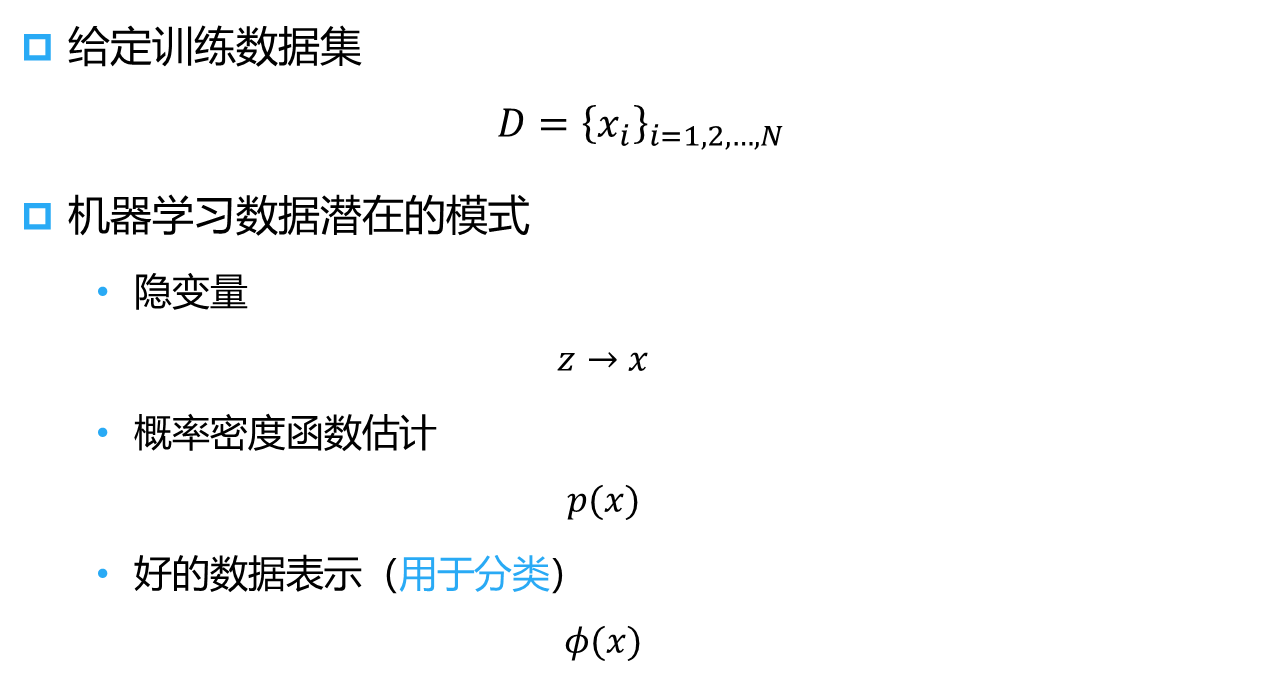 给定训练数据集
D = {xᵢ}ᵢ₌₁,₂,…,N
机器学习数据潜在的模式
• 隐变量
z → x
• 概率密度函数估计
p(x)
• 好的数据表示（用于分类）
ϕ(x)